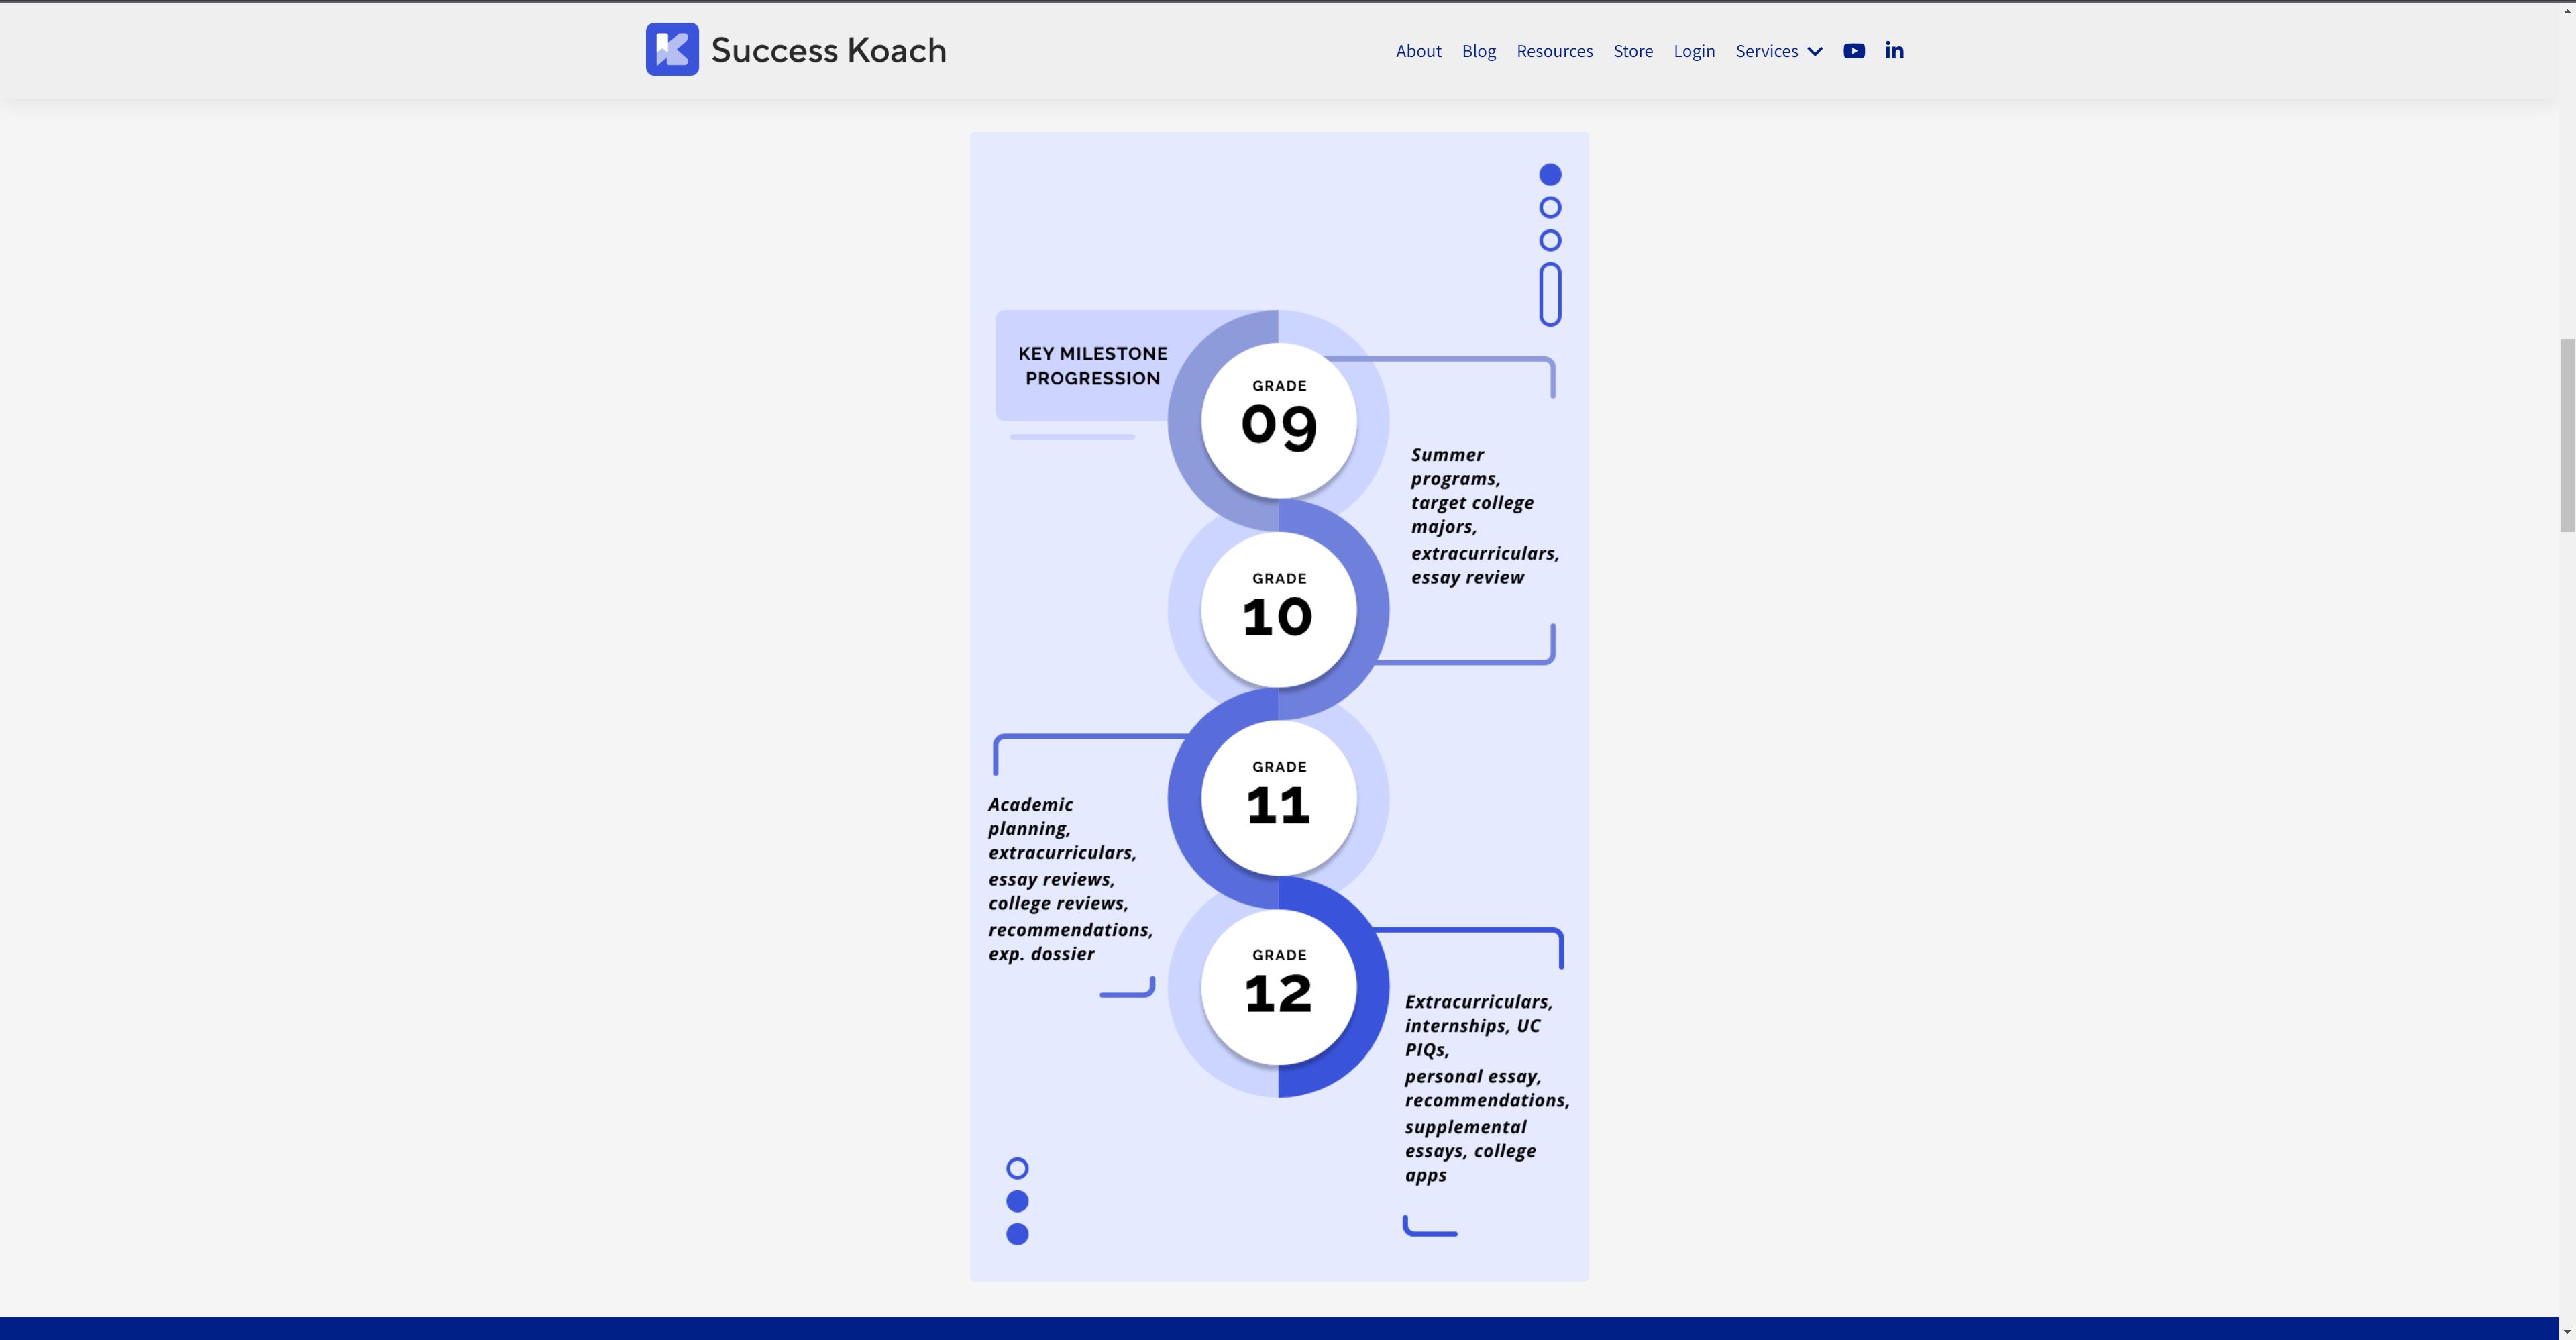 Success Koach
About Blog Resources Store Login Services
KEY MILESTONE
PROGRESSION
GRADE
09
Summer
programs,
target college
majors,
extracurriculars,
essay review
GRADE
10
GRADE
11
Academic
planning,
extracurriculars,
essay reviews,
college reviews,
recommendations,
exp. dossier
GRADE
12
Extracurriculars,
internships, UC
PIQs,
personal essay,
recommendations,
supplemental
essays, college
apps